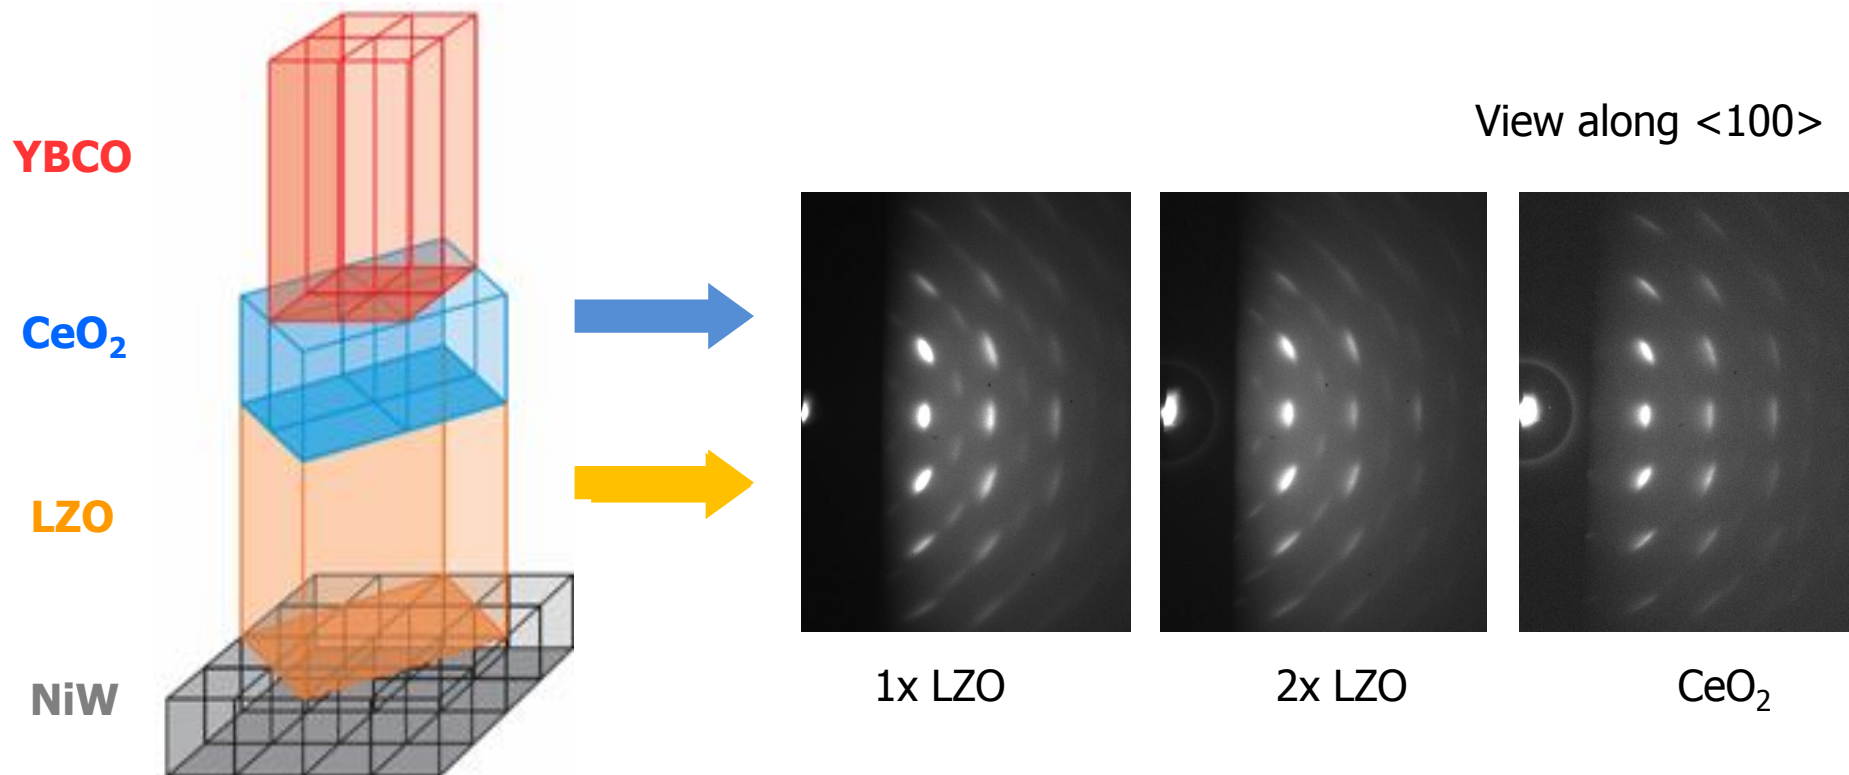 YBCO
CeO2
LZO
NiW
View along <100>
1x LZO
2x LZO
CeO2